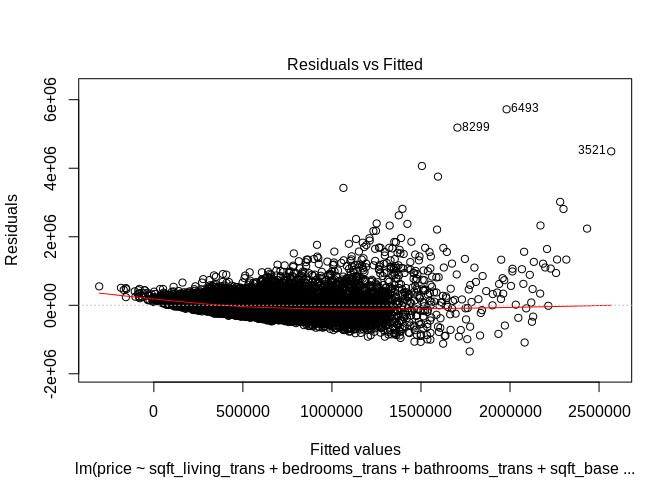 Residuals vs Fitted
6e+06
4e+06
2e+06
0e+00
-2e+06
Residuals
6493
8299
3521
0
500000
1000000
1500000
2000000
2500000
Fitted values
lm(price ~ sqft_living_trans + bedrooms_trans + bathrooms_trans + sqft_base ...